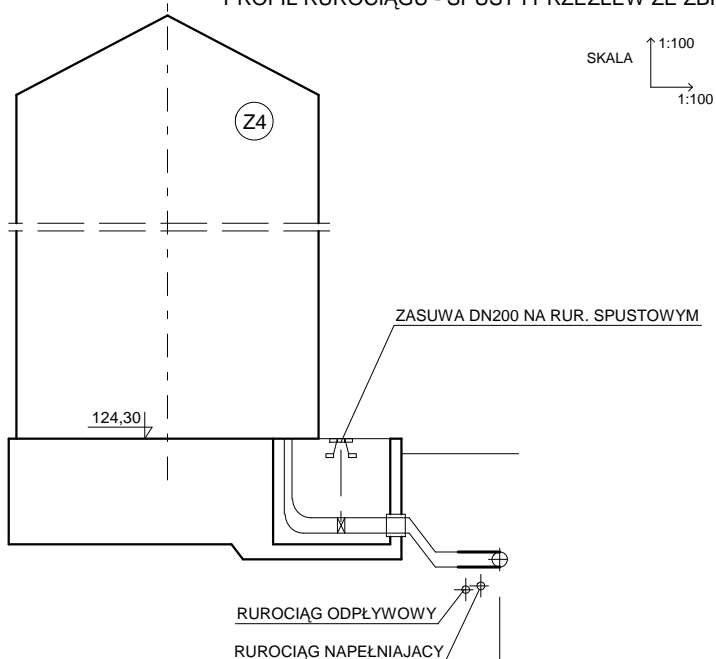 SKALA
1:100
1:100
Z4
ZASUWA DN200 NA RUR. SPUSTOWYM
124,30
RUROCIĄG ODPŁYWOWY
RUROCIĄG NAPEŁNIAJACY